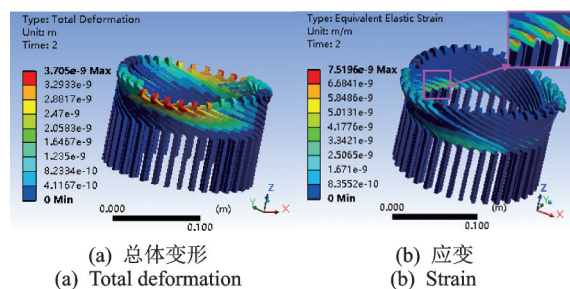 Type: Total Deformation
Unit: m
Time: 2
3.705e-9 Max
3.2933e-9
2.8817e-9
2.47e-9
2.0583e-9
1.6467e-9
1.235e-9
8.2334e-10
4.1167e-10
0 Min
0.000
(m)
0.100
Z
Y
X
Type: Equivalent Elastic Strain
Unit: m/m
Time: 2
7.5196e-9 Max
6.6841e-9
5.8486e-9
5.0131e-9
4.1776e-9
3.3421e-9
2.5065e-9
1.671e-9
8.3552e-10
0 Min
0.000
(m)
0.100
Z
Y
X
(a) 总体变形
(a) Total deformation
(b) 应变
(b) Strain